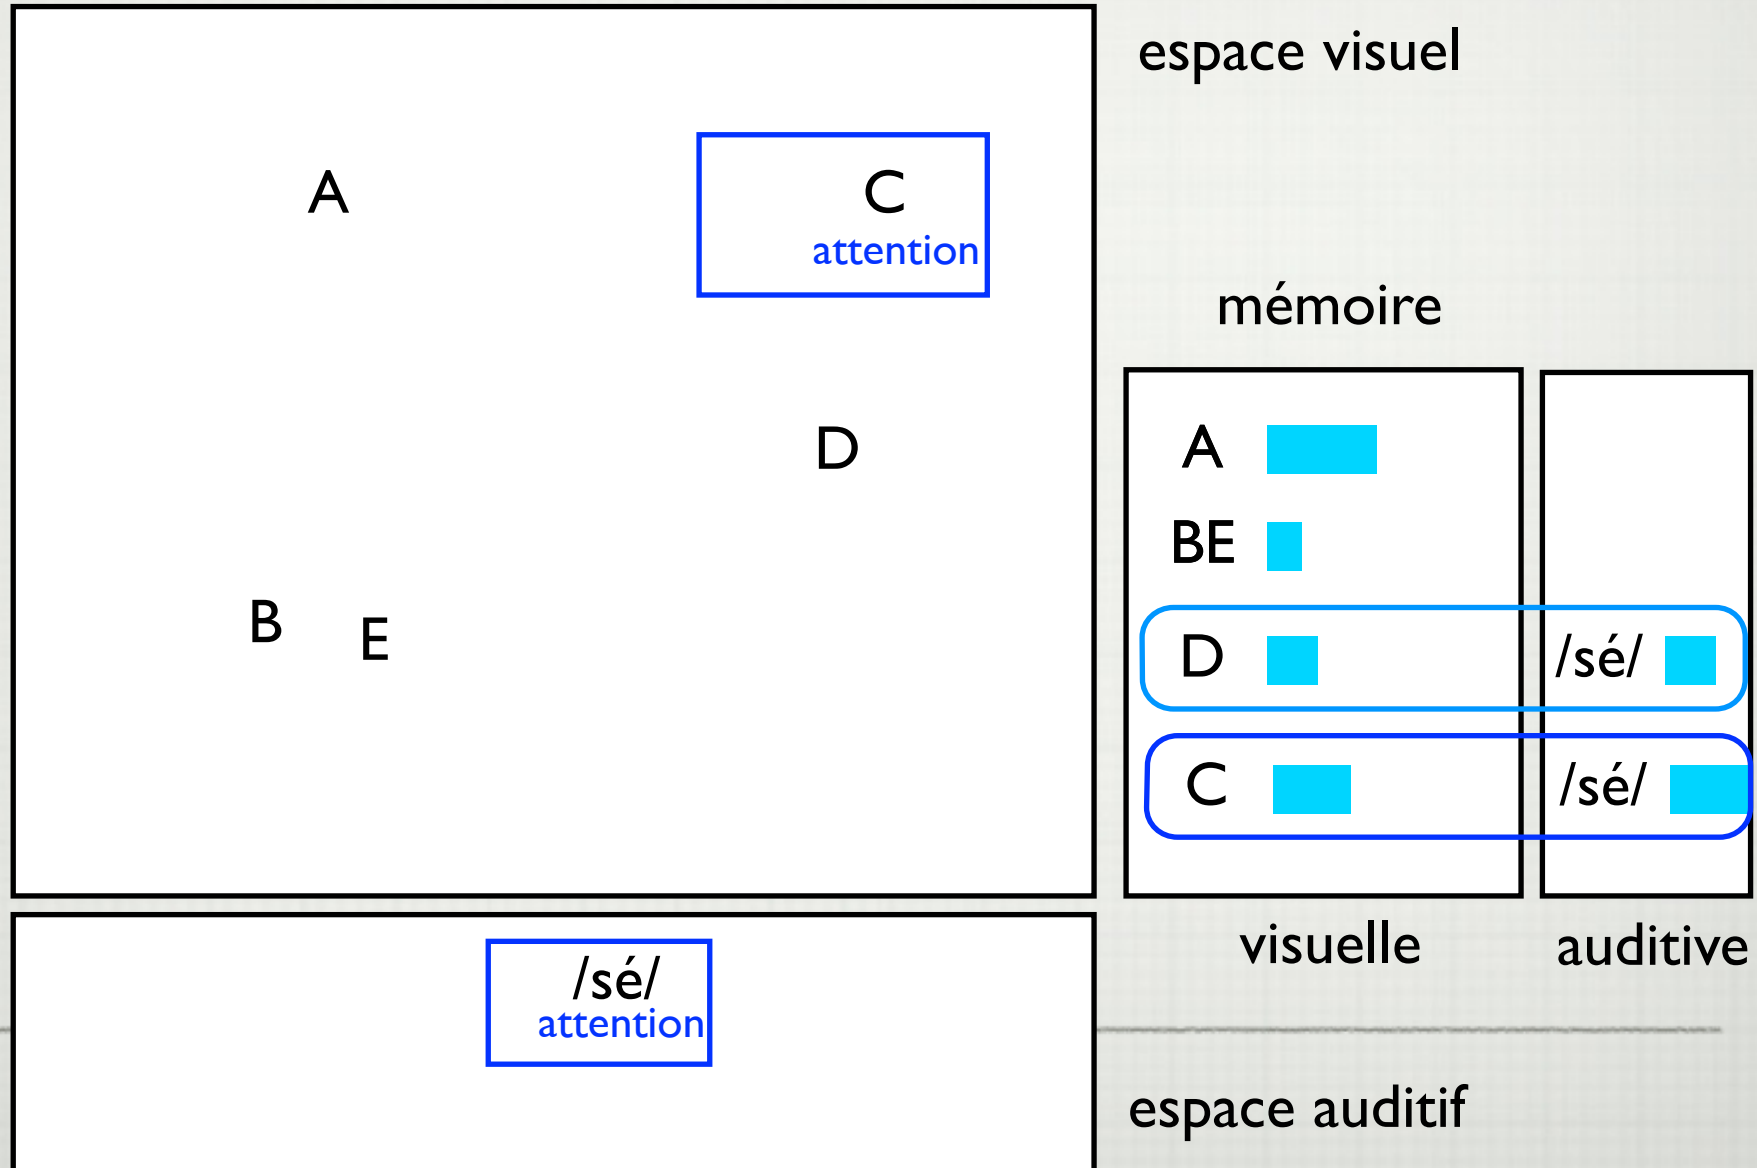 espace visuel
A
C
attention
D
B
E
mémoire
A
BE
D /sé/
C /sé/
visuelle
auditive
/sé/
attention
espace auditif